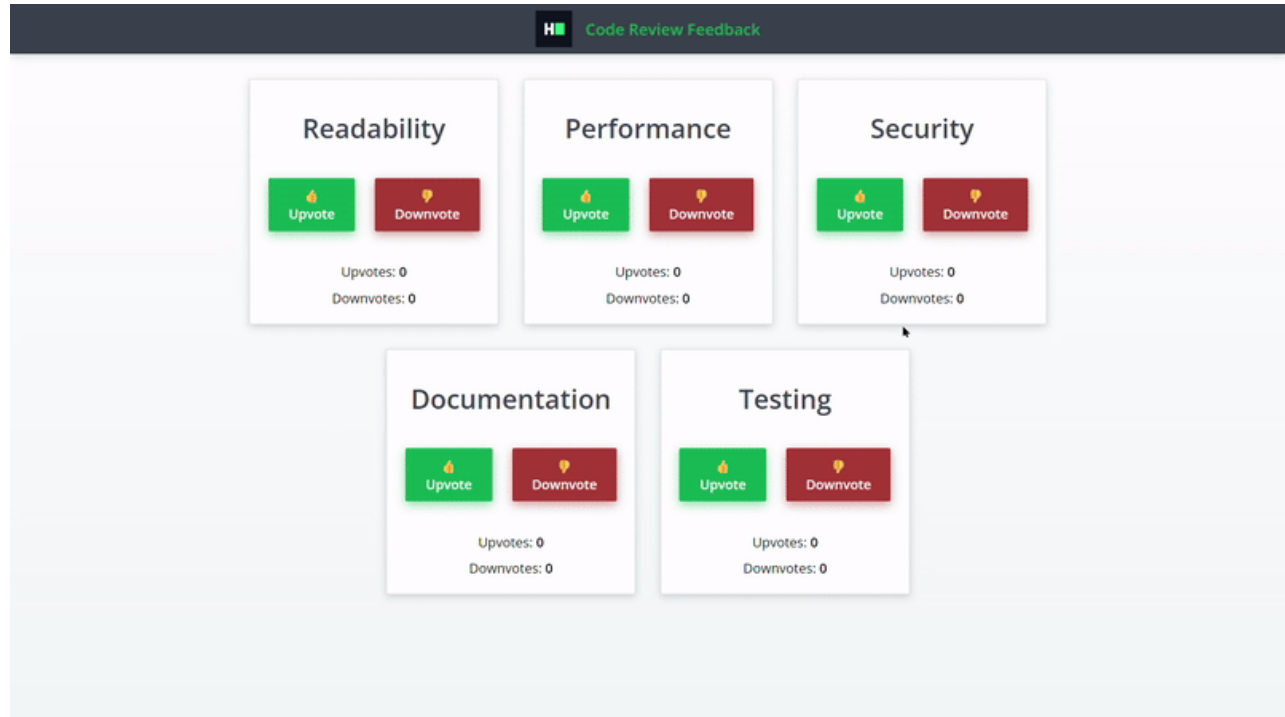 H Code Review Feedback
Readability Performance Security
👍 👎 👍 👎 👍 👎
Upvote Downvote Upvote Downvote Upvote Downvote
Upvotes: 0 Upvotes: 0 Upvotes: 0
Downvotes: 0 Downvotes: 0 Downvotes: 0
Documentation Testing
👍 👎 👍 👎
Upvote Downvote Upvote Downvote
Upvotes: 0 Upvotes: 0
Downvotes: 0 Downvotes: 0